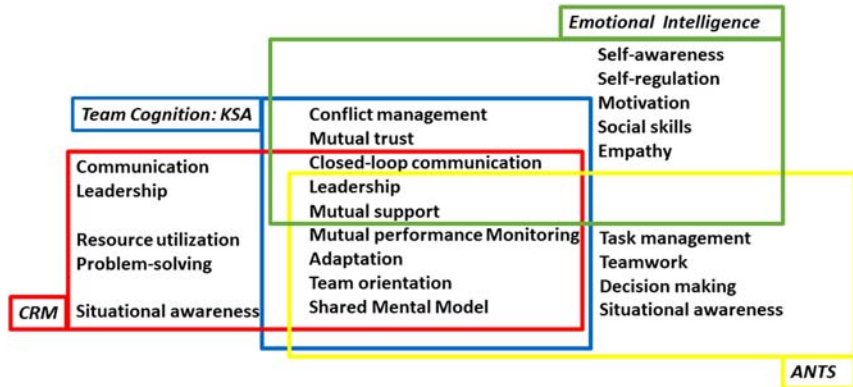 Emotional Intelligence
Self-awareness
Self-regulation
Motivation
Social skills
Empathy
Team Cognition: KSA
Conflict management
Mutual trust
Closed-loop communication
Leadership
Mutual support
Mutual performance Monitoring
Adaptation
Team orientation
Shared Mental Model
Communication
Leadership
Resource utilization
Problem-solving
Situational awareness
CRM
Task management
Teamwork
Decision making
Situational awareness
ANTS